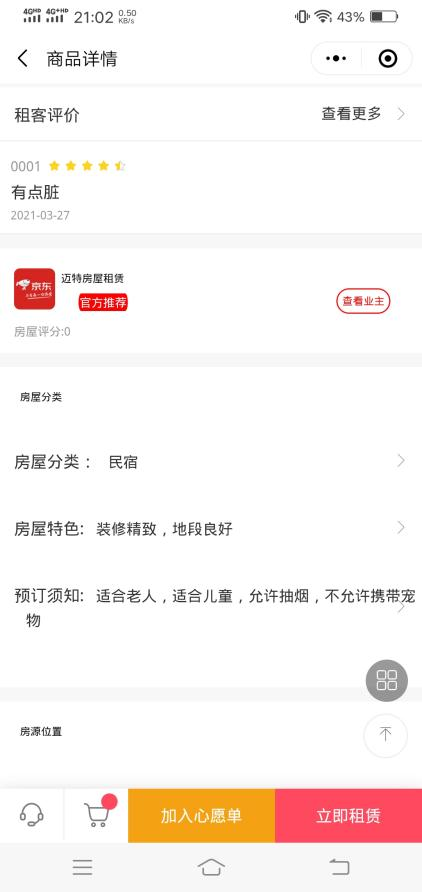 4GHD 4G+HD 21:02 0.50 KB/s 43%
商品详情
租客评价 查看更多
0001
有点脏
2021-03-27
京东
迈特房屋租赁
官方推荐
查看业主
房屋评分:0
房屋分类
房屋分类： 民宿
房屋特色: 装修精致，地段良好
预订须知: 适合老人，适合儿童，允许抽烟，不允许携带宠
物
房源位置
加入心愿单 立即租赁